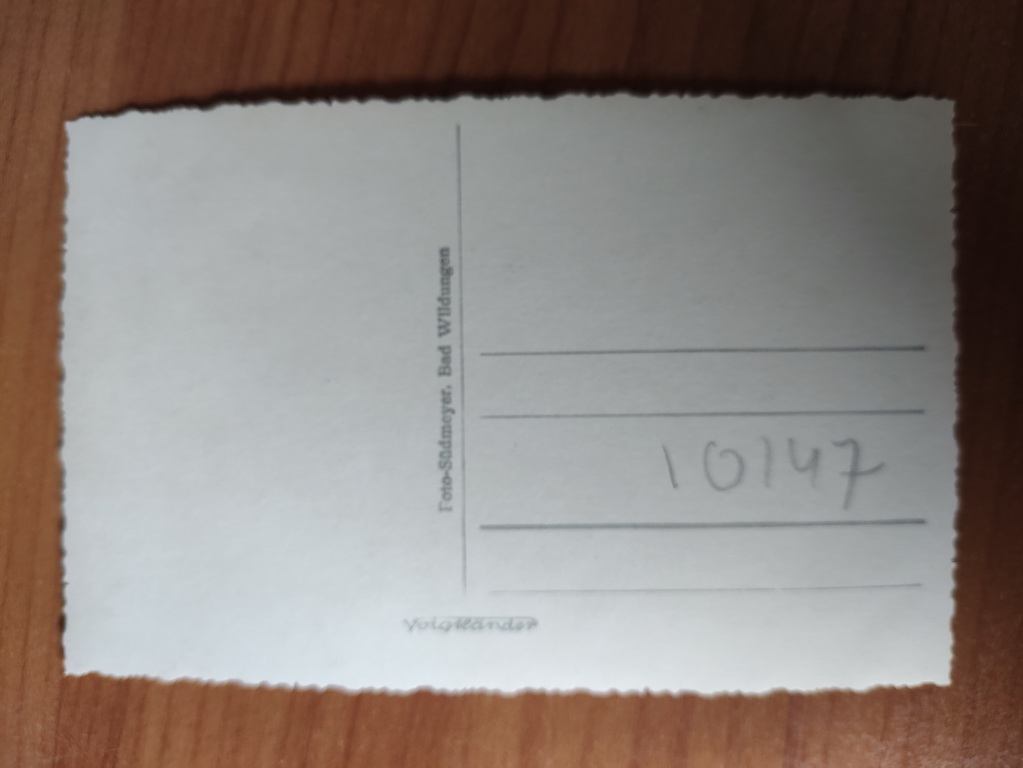 Foto-Südmeyer, Bad Wildungen
10147
Voigtländer